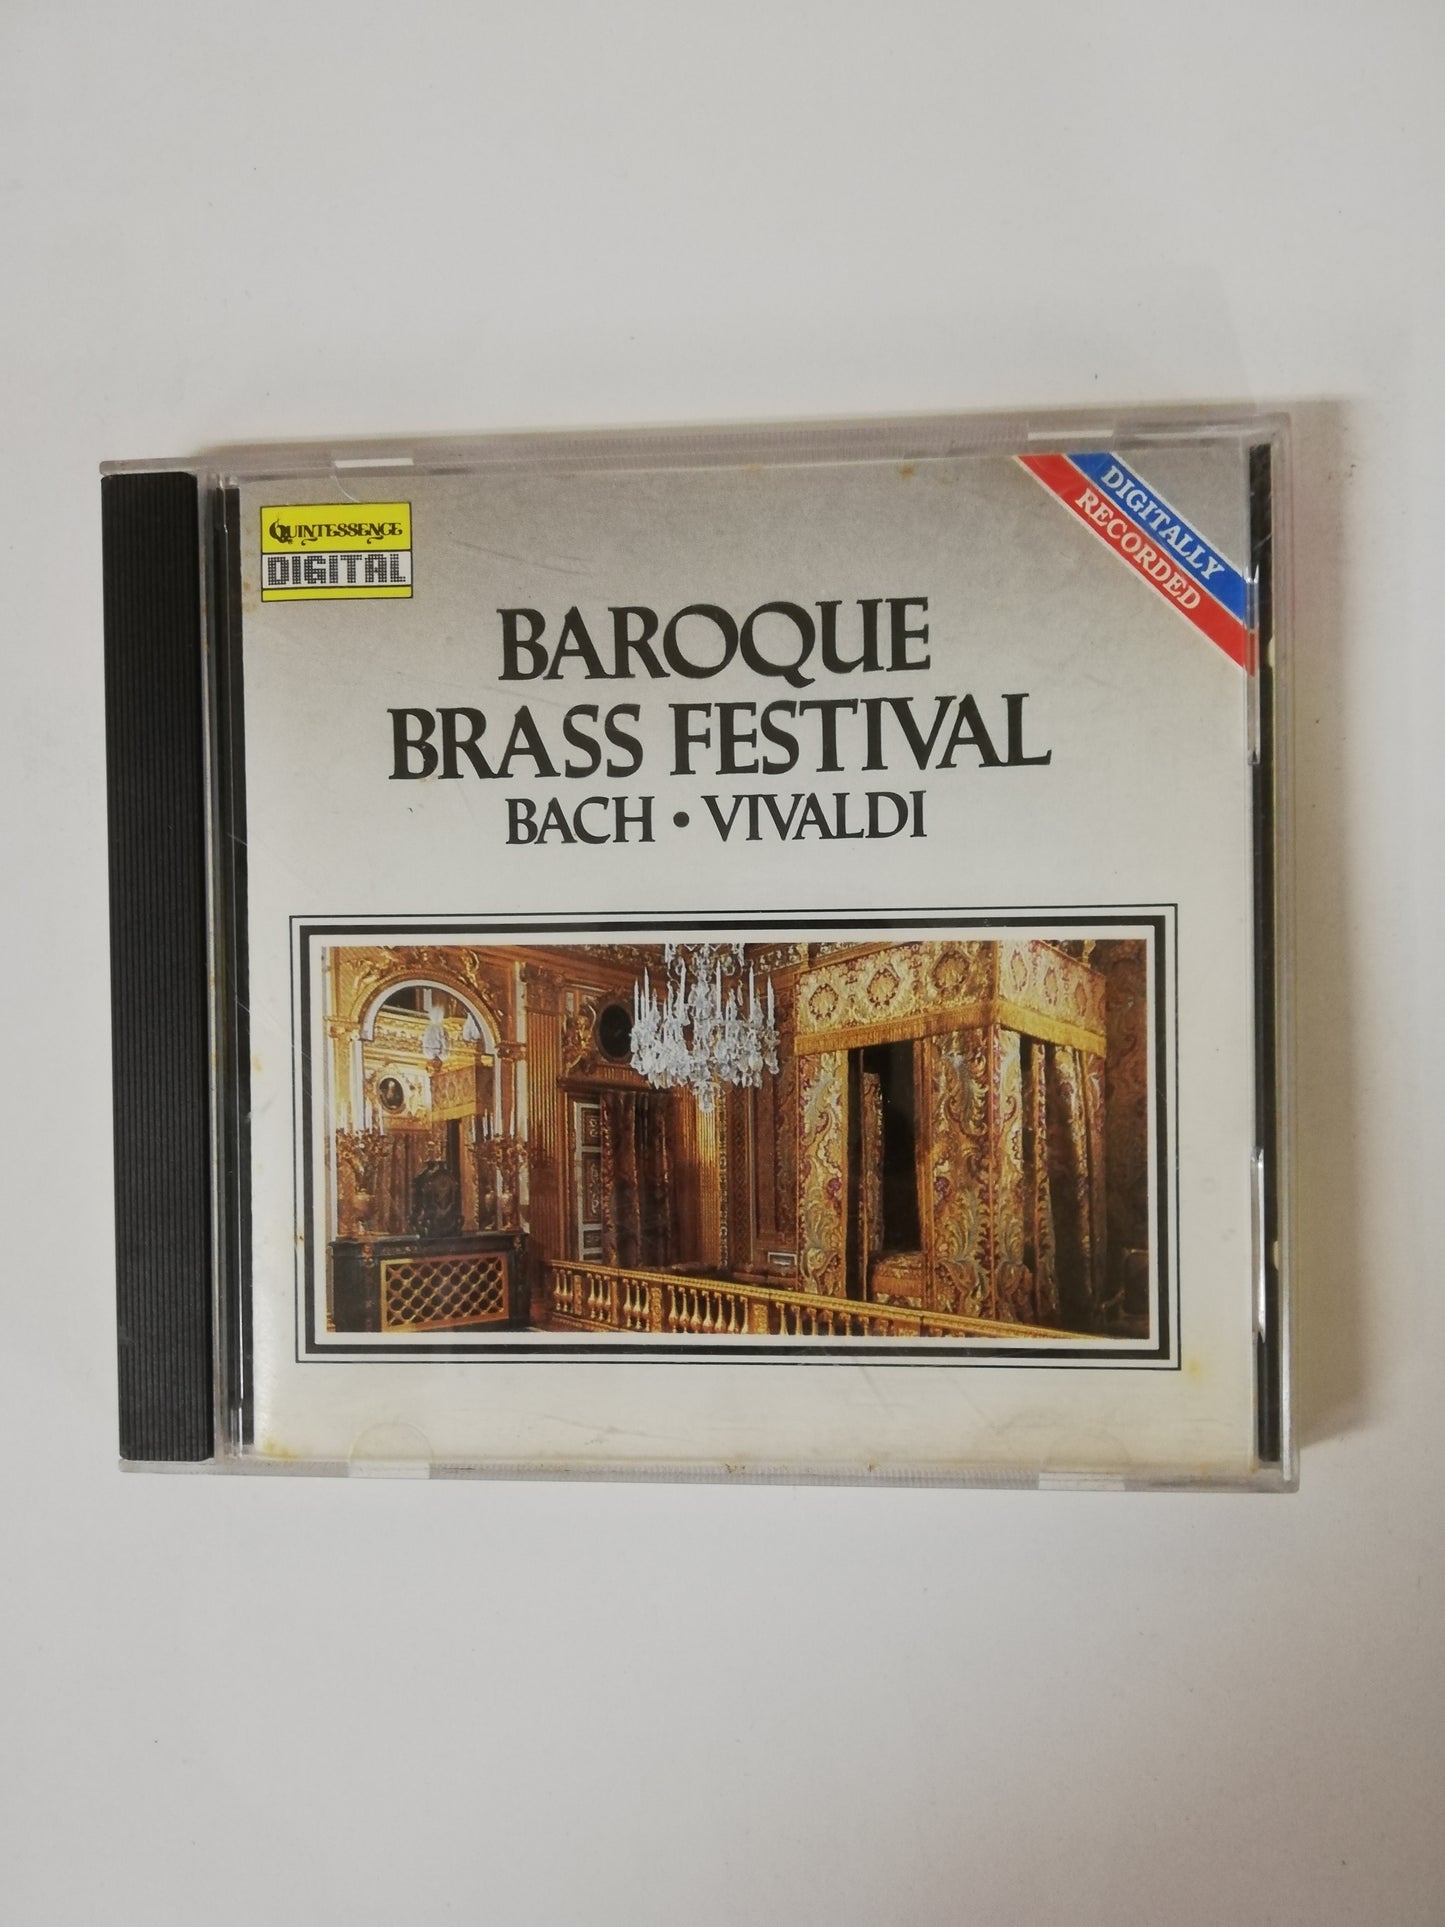 QUINTESSENCE
DIGITAL
DIGITALLY
RECORDED
BAROQUE
BRASS FESTIVAL
BACH • VIVALDI